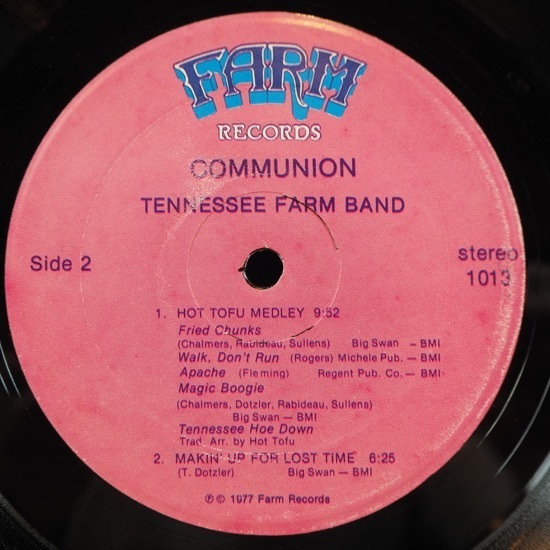 FARM
RECORDS
COMMUNION
TENNESSEE FARM BAND
Side 2
stereo
1013
1. HOT TOFU MEDLEY 9:52
Fried Chunks
(Chalmers, Rabideau, Sullens) Big Swan — BMI
Walk, Don't Run (Rogers) Michele Pub. — BMI
Apache (Fleming) Regent Pub. Co.— BMI
Magic Boogie
(Chalmers, Dotzler, Rabideau, Sullens)
Big Swan — BMI
Tennessee Hoe Down
Trad. Arr. by Hot Tofu
2. MAKIN' UP FOR LOST TIME 6:25
(T. Dotzler) Big Swan — BMI
℗ © 1977 Farm Records